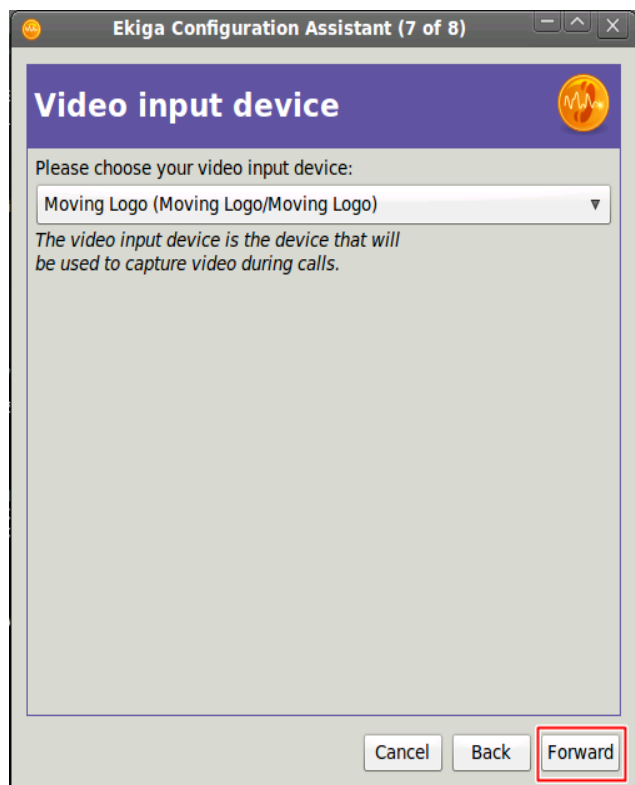 Ekiga Configuration Assistant (7 of 8)
Video input device
Please choose your video input device:
Moving Logo (Moving Logo/Moving Logo)
The video input device is the device that will
be used to capture video during calls.
Cancel Back Forward